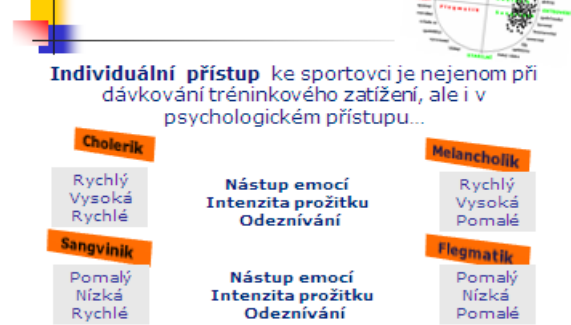 Flegmatik
Individuální přístup ke sportovci je nejenom při
dávkování tréninkového zatížení, ale i v
psychologickém přístupu...
Cholerik
Melancholik
Rychlý
Vysoká
Rychlé
Nástup emocí
Intenzita prožitku
Odeznívání
Rychlý
Vysoká
Pomalé
Sangvinik
Flegmatik
Pomalý
Nízká
Rychlé
Nástup emocí
Intenzita prožitku
Odeznívání
Pomalý
Nízká
Pomalé